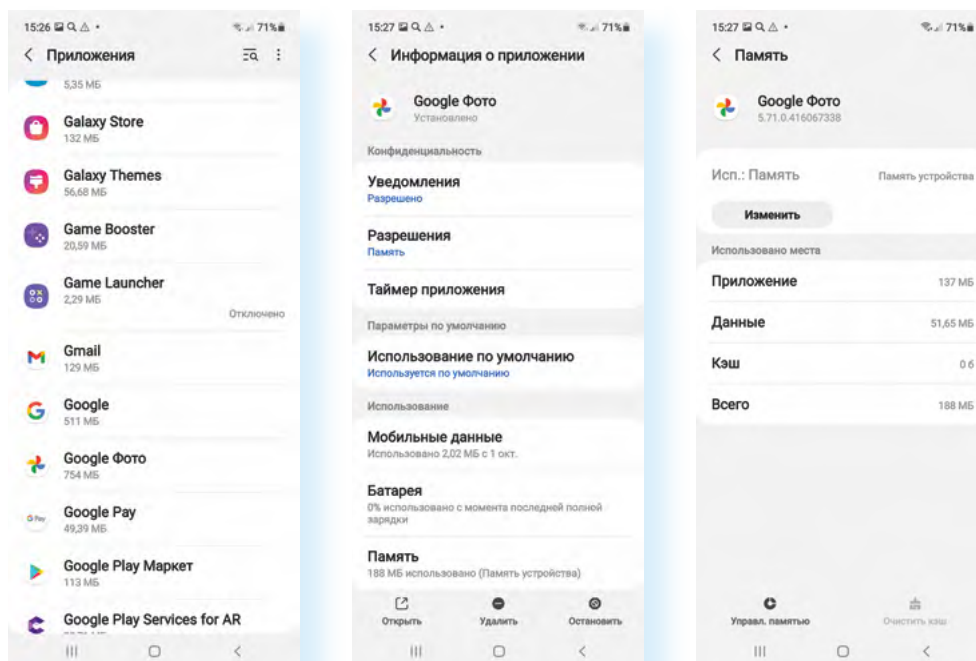 15:26
71%
Приложения
5,35 МБ
Galaxy Store
132 МБ
Galaxy Themes
56,68 МБ
Game Booster
20,59 МБ
Game Launcher
2,29 МБ
Отключено
Gmail
129 МБ
Google
511 МБ
Google Фото
754 МБ
G Pay
Google Pay
49,39 МБ
Google Play Маркет
113 МБ
Google Play Services for AR
15:27
71%
Информация о приложении
Google Фото
Установлено
Конфиденциальность
Уведомления
Разрешено
Разрешения
Память
Таймер приложения
Параметры по умолчанию
Использование по умолчанию
Используется по умолчанию
Использование
Мобильные данные
Использовано 2,02 МБ с 1 окт.
Батарея
0% использовано с момента последней полной
зарядки
Память
188 МБ использовано (Память устройства)
Открыть Удалить Остановить
15:27
71%
Память
Google Фото
5.71.0.416067338
Исп.: Память Память устройства
Изменить
Использовано места
Приложение 137 МБ
Данные 51,65 МБ
Кэш 0 б
Всего 188 МБ
Управл. памятью Очистить кэш